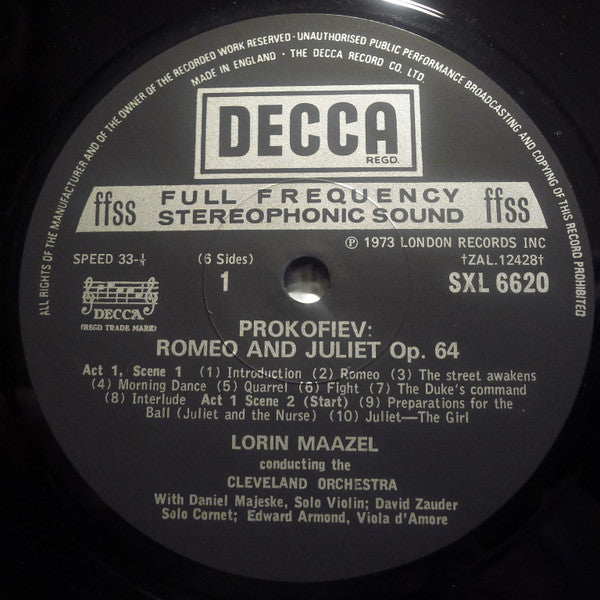 ALL RIGHTS OF THE MANUFACTURER AND OF THE OWNER OF THE RECORDED WORK RESERVED · UNAUTHORISED PUBLIC PERFORMANCE BROADCASTING AND COPYING OF THIS RECORD PROHIBITED
MADE IN ENGLAND · THE DECCA RECORD CO. LTD.
DECCA
REGD.
ffss FULL FREQUENCY STEREOPHONIC SOUND ffss
℗ 1973 LONDON RECORDS INC
SPEED 33-⅓ (6 Sides) †ZAL.12428†
1 SXL 6620
DECCA
(REGD TRADE MARK)
PROKOFIEV:
ROMEO AND JULIET Op. 64
Act 1, Scene 1 (1) Introduction (2) Romeo (3) The street awakens
(4) Morning Dance (5) Quarrel (6) Fight (7) The Duke's command
(8) Interlude Act 1 Scene 2 (Start) (9) Preparations for the
Ball (Juliet and the Nurse) (10) Juliet—The Girl
LORIN MAAZEL
conducting the
CLEVELAND ORCHESTRA
With Daniel Majeske, Solo Violin; David Zauder
Solo Cornet; Edward Armond, Viola d'Amore